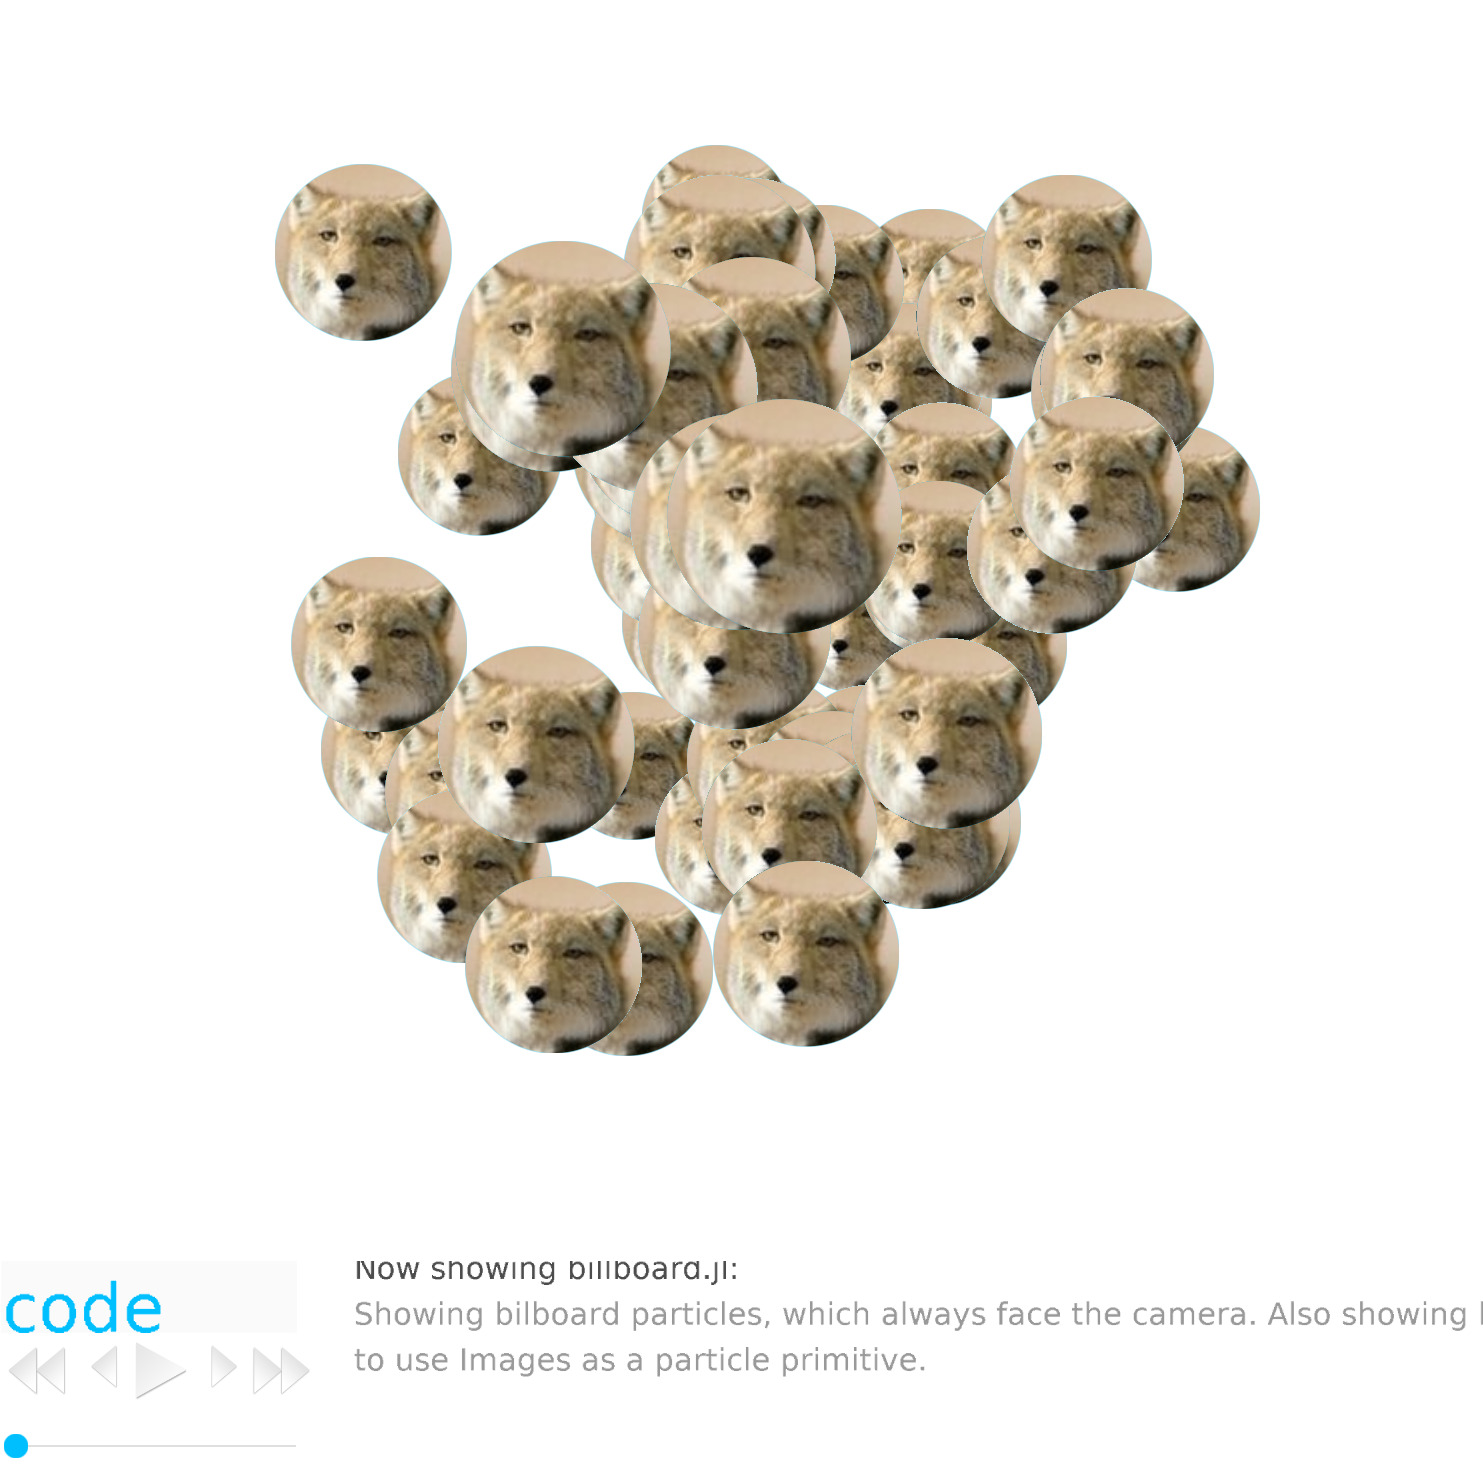 Now showing billboard.jl:
code
Showing bilboard particles, which always face the camera. Also showing
to use Images as a particle primitive.